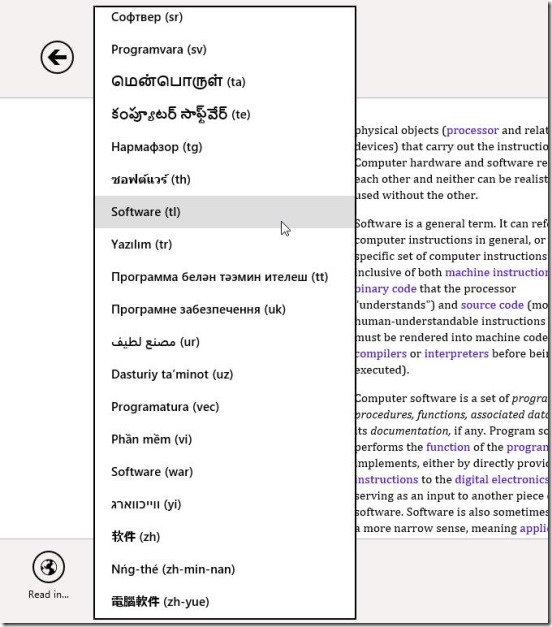 Софтвер (sr)
Programvara (sv)
மென்பொருள் (ta)
కంప్యూటర్ సాఫ్ట్‌వేర్ (te)
Нармафзор (tg)
ซอฟต์แวร์ (th)
Software (tl)
Yazılım (tr)
Программа белән тәэмин ителеш (tt)
Програмне забезпечення (uk)
مصنع لطیف (ur)
Dasturiy taʻminot (uz)
Programatura (vec)
Phần mềm (vi)
Software (war)
ווייכווארג (yi)
软件 (zh)
Nńg-thé (zh-min-nan)
電腦軟件 (zh-yue)
physical objects (processor and relat
devices) that carry out the instructio
Computer hardware and software re
each other and neither can be realist
used without the other.
Software is a general term. It can refe
computer instructions in general, or
specific set of computer instructions
inclusive of both machine instruction
binary code that the processor
"understands") and source code (mo
human-understandable instructions
must be rendered into machine code
compilers or interpreters before bein
executed).
Computer software is a set of progra
procedures, functions, associated data
its documentation, if any. Program so
performs the function of the program
implements, either by directly provid
instructions to the digital electronics
serving as an input to another piece
software. Software is also sometimes
a more narrow sense, meaning applic
Read in...